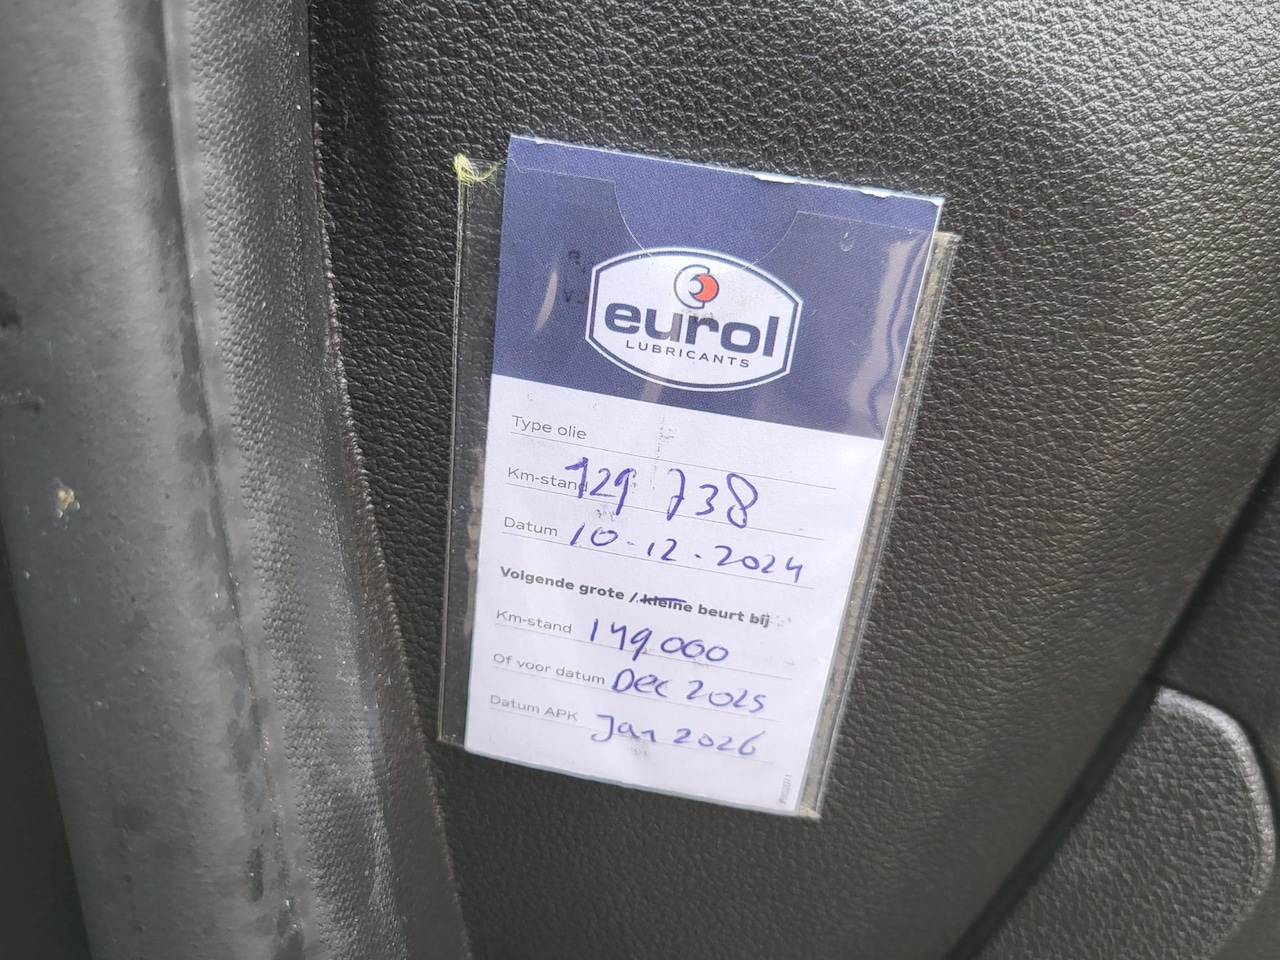 eurol
LUBRICANTS
Type olie
Km-stand 129 738
Datum 10-12-2024
Volgende grote / kleine beurt bij
Km-stand 149 000
Of voor datum Dec 2025
Datum APK Jan 2026